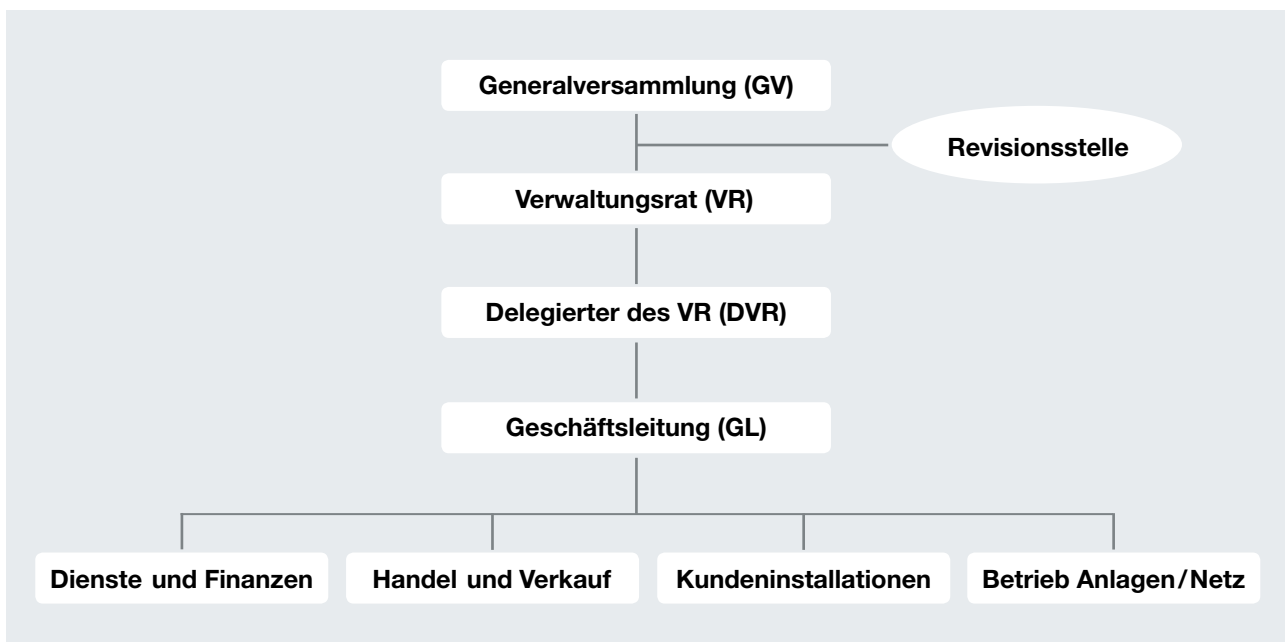 Generalversammlung (GV)
Revisionsstelle
Verwaltungsrat (VR)
Delegierter des VR (DVR)
Geschäftsleitung (GL)
Dienste und Finanzen
Handel und Verkauf
Kundeninstallationen
Betrieb Anlagen/Netz